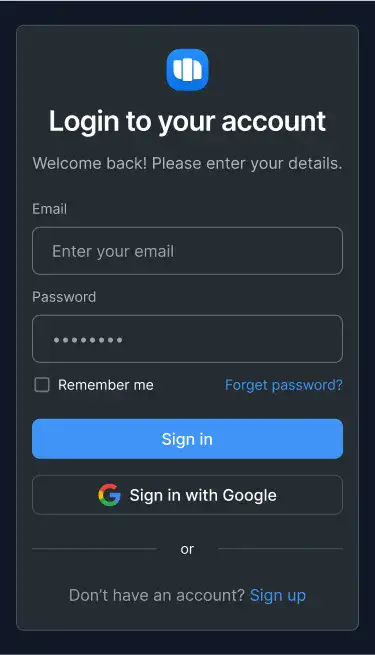 Login to your account
Welcome back! Please enter your details.
Email
Enter your email
Password
••••••••
Remember me Forget password?
Sign in
Sign in with Google
or
Don’t have an account? Sign up